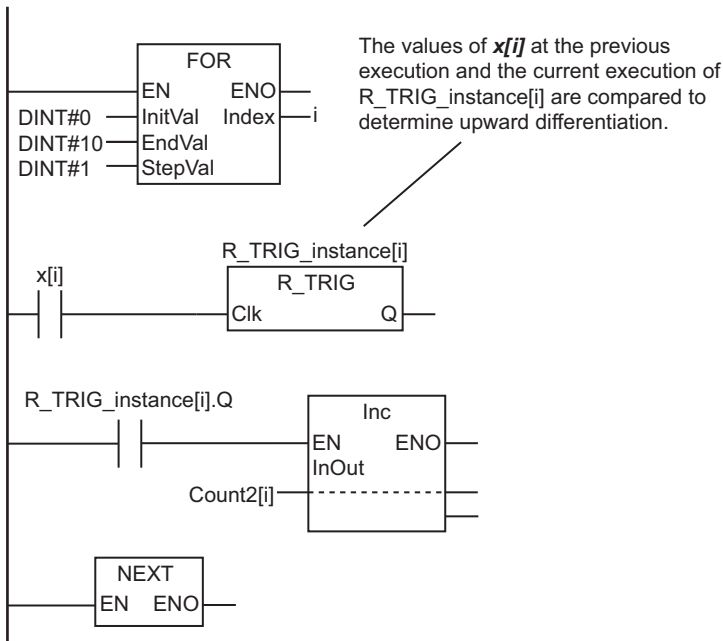 FOR
EN ENO
DINT#0 InitVal Index i
DINT#10 EndVal
DINT#1 StepVal
The values of x[i] at the previous
execution and the current execution of
R_TRIG_instance[i] are compared to
determine upward differentiation.
R_TRIG_instance[i]
x[i]
R_TRIG
Clk Q
R_TRIG_instance[i].Q
Inc
EN ENO
InOut
Count2[i]
NEXT
EN ENO